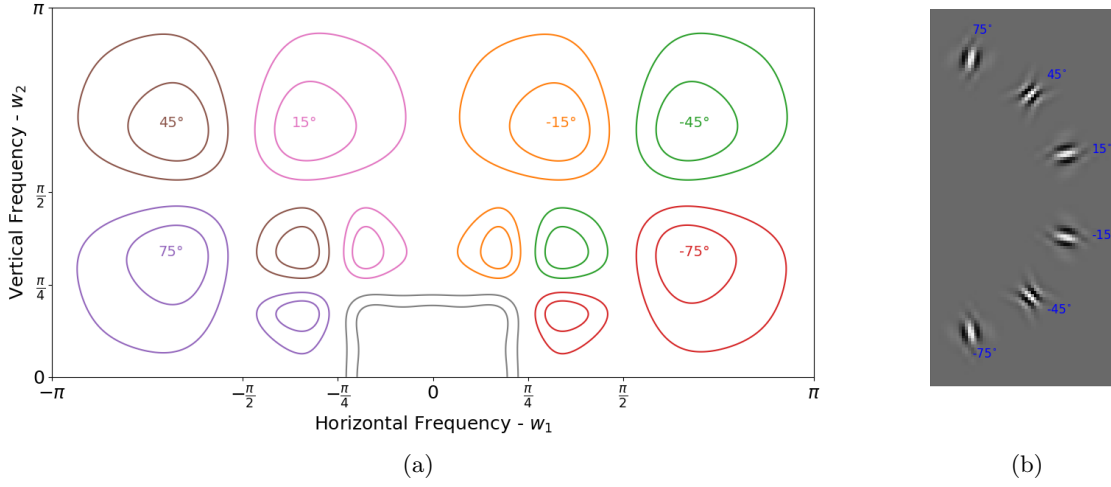 π
π/2
π/4
0
Vertical Frequency - w₂
45°
15°
-15°
-45°
75°
-75°
−π
−π/2
−π/4
0
π/4
π/2
π
Horizontal Frequency - w₁
(a)
75°
45°
15°
-15°
-45°
-75°
(b)